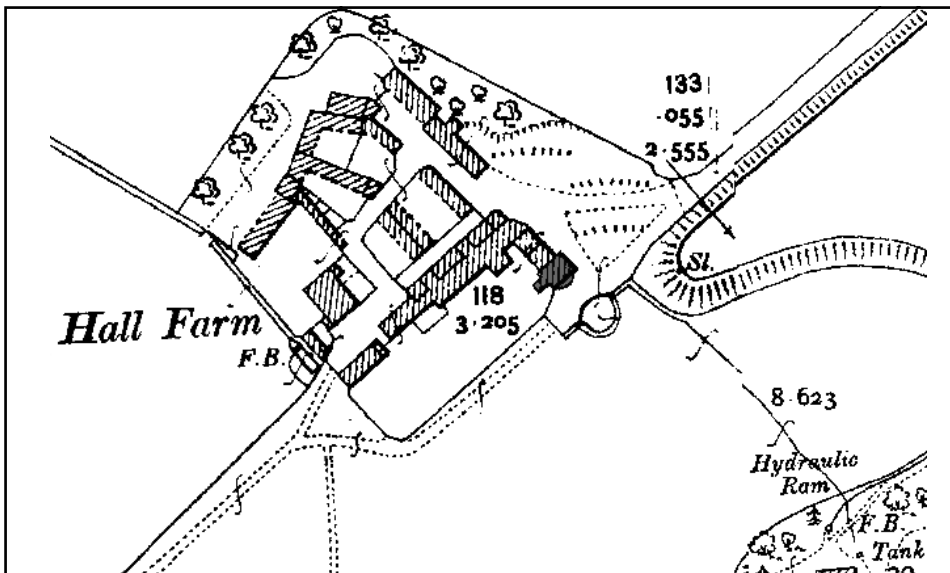 133
·055
2·555
Sl.
118
3·205
Hall Farm
F.B.
8·623
Hydraulic
Ram
F.B.
Tank